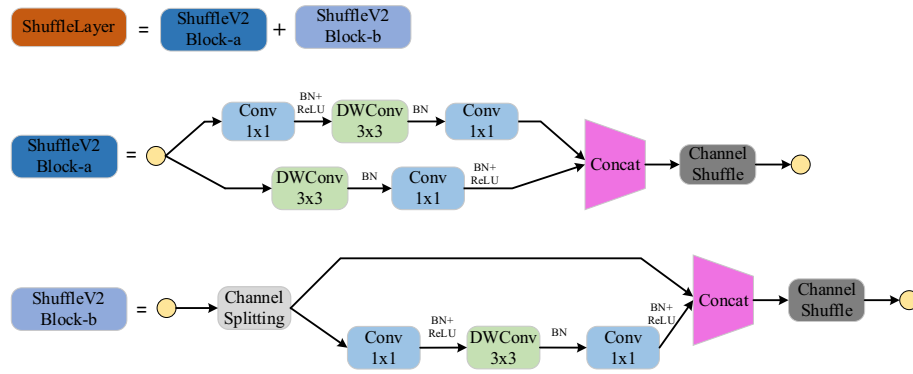 ShuffleLayer = ShuffleV2 Block-a + ShuffleV2 Block-b
ShuffleV2
Block-a
=
Conv
1x1
BN+
ReLU
DWConv
3x3
BN
Conv
1x1
DWConv
3x3
BN
Conv
1x1
BN+
ReLU
Concat
Channel
Shuffle
ShuffleV2
Block-b
=
Channel
Splitting
Conv
1x1
BN+
ReLU
DWConv
3x3
BN
Conv
1x1
BN+
ReLU
Concat
Channel
Shuffle